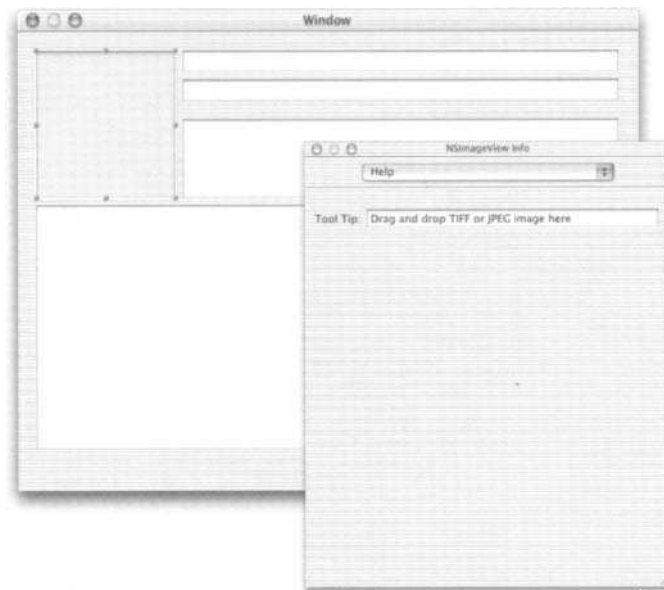 Window
NSImageView Info
Help
Tool Tip: Drag and drop TIFF or JPEG image here